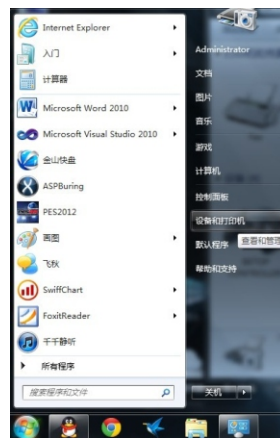 Internet Explorer
入门
计算器
Microsoft Word 2010
Microsoft Visual Studio 2010
金山快盘
ASPBuring
PES2012
画图
飞秋
SwiffChart
FoxitReader
千千静听
所有程序
搜索程序和文件
Administrator
文档
图片
音乐
游戏
计算机
控制面板
设备和打印机
查看和管理
默认程序
帮助和支持
关机